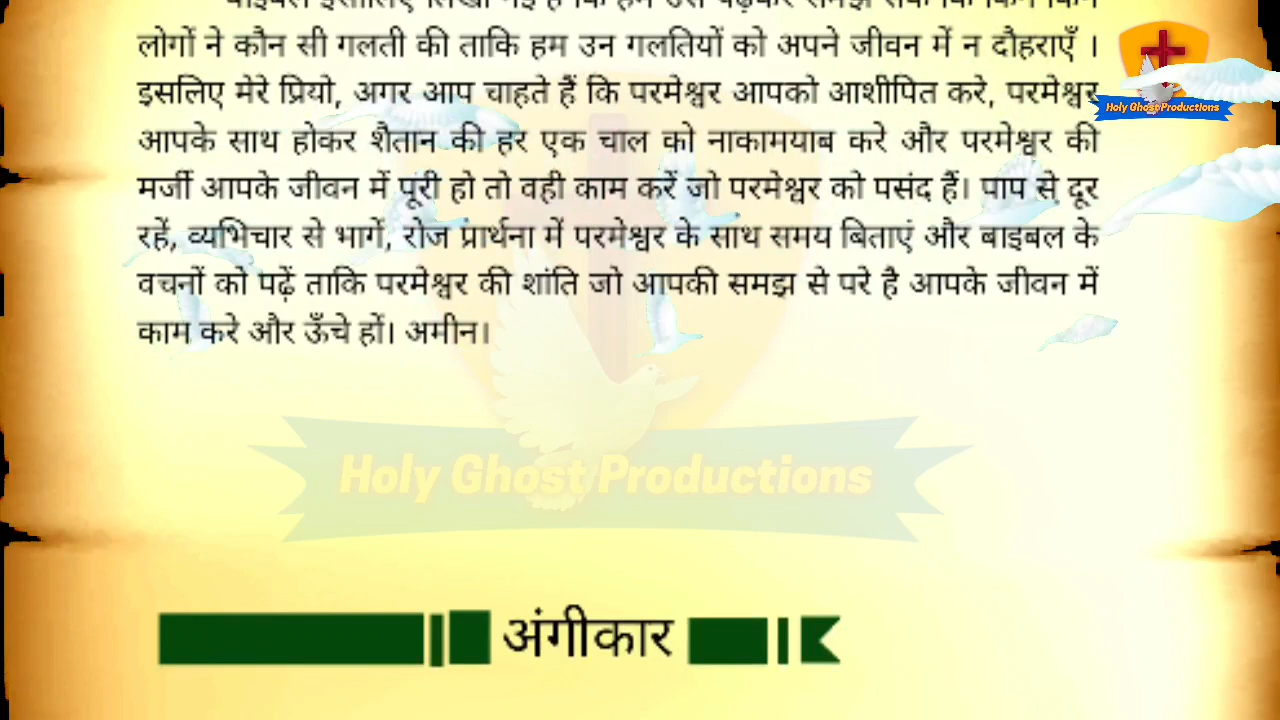 लोगों ने कौन सी गलती की ताकि हम उन गलतियों को अपने जीवन में न दौहराएँ ।
इसलिए मेरे प्रियो, अगर आप चाहते हैं कि परमेश्वर आपको आशीपित करे, परमेश्वर
आपके साथ होकर शैतान की हर एक चाल को नाकामयाब करे और परमेश्वर की
मर्जी आपके जीवन में पूरी हो तो वही काम करें जो परमेश्वर को पसंद हैं। पाप से दूर
रहें, व्यभिचार से भागें, रोज प्रार्थना में परमेश्वर के साथ समय बिताएं और बाइबल के
वचनों को पढ़ें ताकि परमेश्वर की शांति जो आपकी समझ से परे है आपके जीवन में
काम करे और ऊँचे हों। अमीन।
Holy Ghost Productions
Holy Ghost Productions
अंगीकार